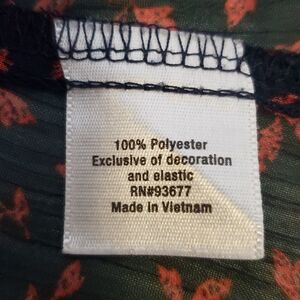 100% Polyester
Exclusive of decoration
and elastic
RN#93677
Made in Vietnam